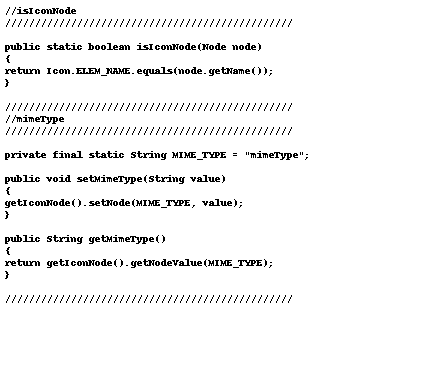 //isIconNode
////////////////////////////////////////////////
public static boolean isIconNode(Node node)
{
return Icon.ELEM_NAME.equals(node.getName());
}
////////////////////////////////////////////////
//mimeType
////////////////////////////////////////////////
private final static String MIME_TYPE = "mimeType";
public void setMimeType(String value)
{
getIconNode().setNode(MIME_TYPE, value);
}
public String getMimeType()
{
return getIconNode().getNodeValue(MIME_TYPE);
}
////////////////////////////////////////////////